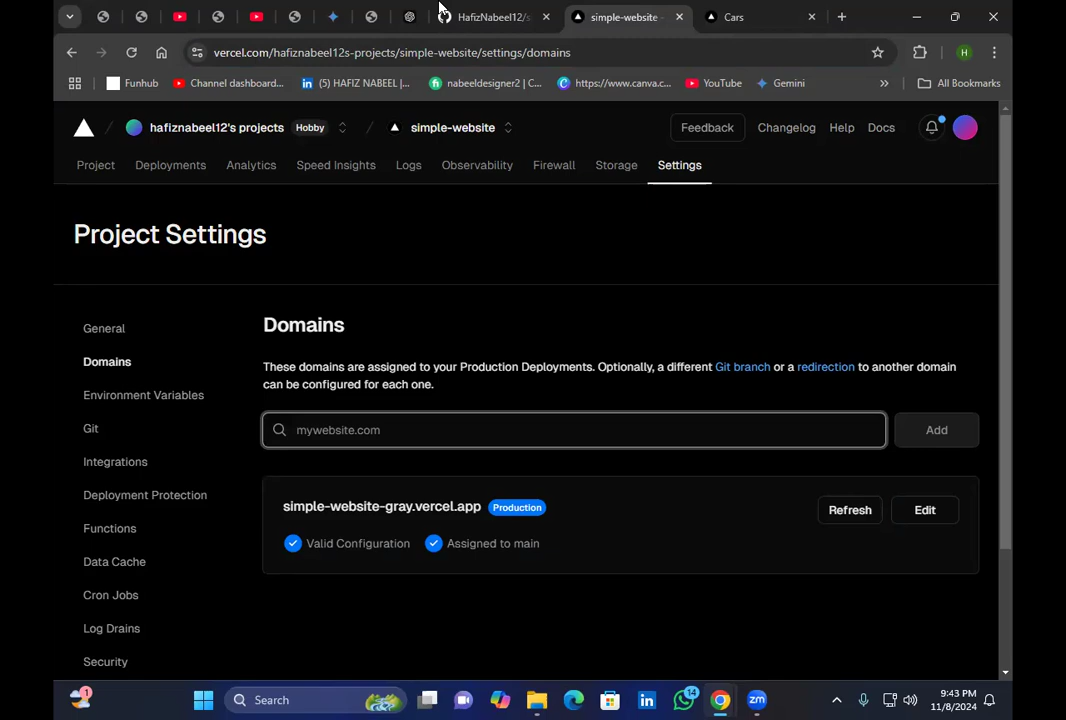 HafizNabeel12/s
simple-website
Cars
vercel.com/hafiznabeel12s-projects/simple-website/settings/domains
H
Funhub
Channel dashboard...
(5) HAFIZ NABEEL |...
nabeeldesigner2 | C...
https://www.canva.c...
YouTube
Gemini
All Bookmarks
hafiznabeel12's projects
Hobby
simple-website
Feedback
Changelog
Help
Docs
Project
Deployments
Analytics
Speed Insights
Logs
Observability
Firewall
Storage
Settings
Project Settings
General
Domains
Environment Variables
Git
Integrations
Deployment Protection
Functions
Data Cache
Cron Jobs
Log Drains
Security
Domains
These domains are assigned to your Production Deployments. Optionally, a different Git branch or a redirection to another domain
can be configured for each one.
mywebsite.com
Add
simple-website-gray.vercel.app
Production
Refresh
Edit
Valid Configuration
Assigned to main
1
Search
in
14
zm
9:43 PM
11/8/2024